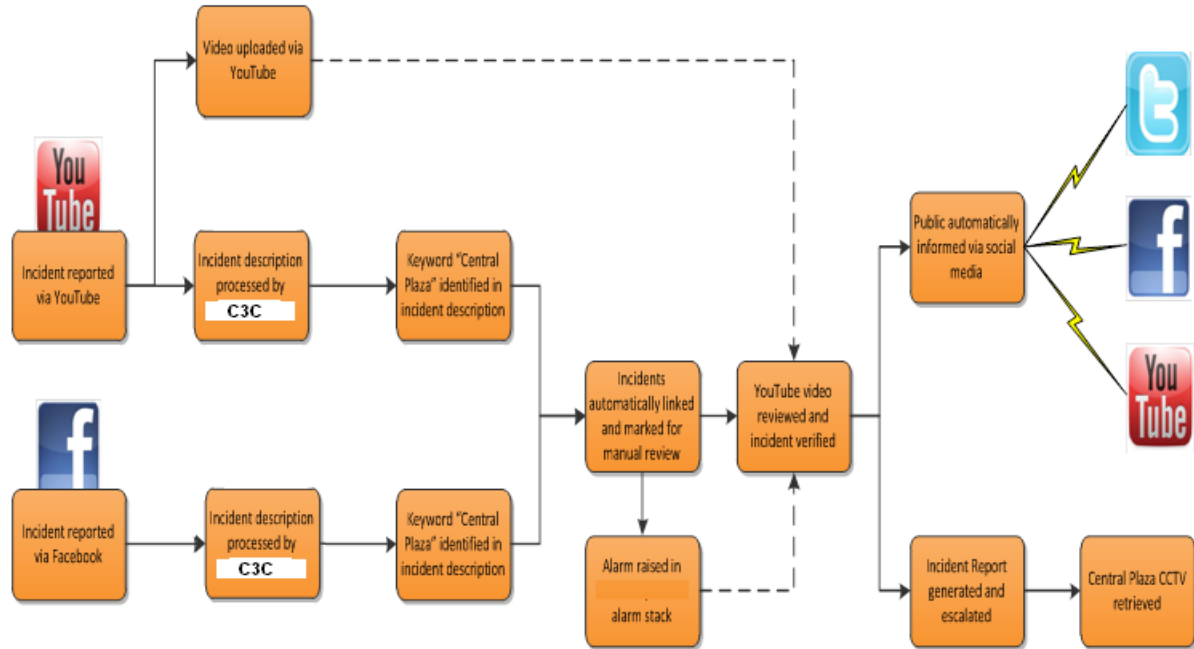 Video uploaded via
YouTube
You
Tube
Incident reported
via YouTube
Incident description
processed by
C3C
Keyword "Central
Plaza" identified in
incident description
f
Incident reported
via Facebook
Incident description
processed by
C3C
Keyword "Central
Plaza" identified in
incident description
Incidents
automatically linked
and marked for
manual review
Alarm raised in
alarm stack
YouTube video
reviewed and
incident verified
Public automatically
informed via social
media
t
f
You
Tube
Incident Report
generated and
escalated
Central Plaza CCTV
retrieved